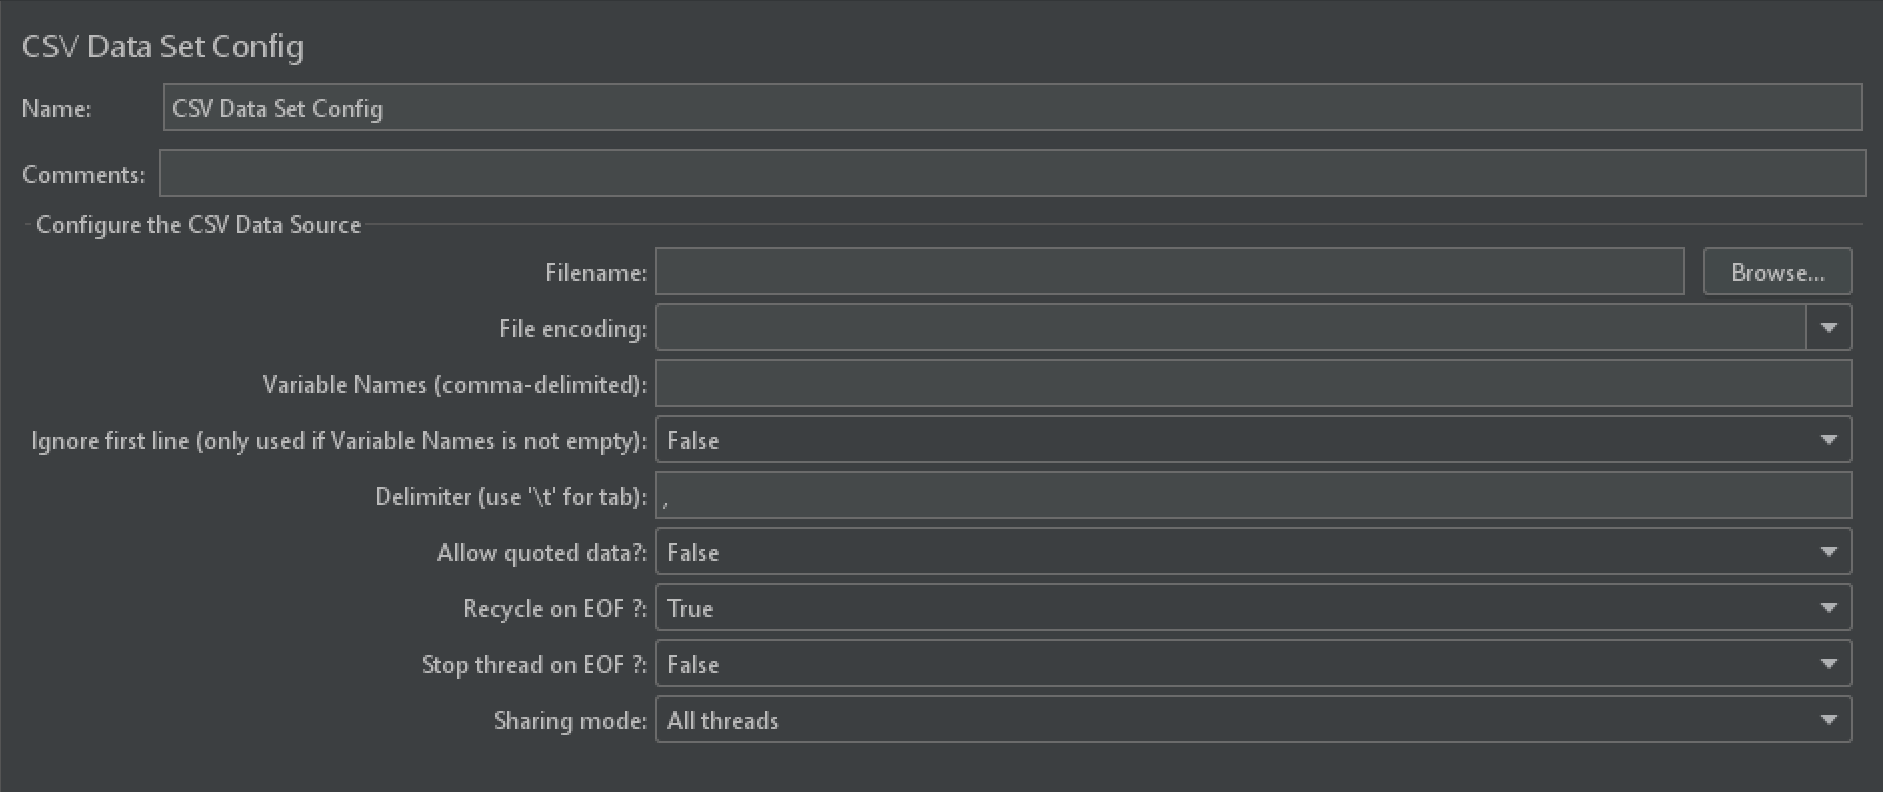 CSV Data Set Config
Name: CSV Data Set Config
Comments:
Configure the CSV Data Source
Filename: Browse...
File encoding:
Variable Names (comma-delimited):
Ignore first line (only used if Variable Names is not empty): False
Delimiter (use '\t' for tab): ,
Allow quoted data?: False
Recycle on EOF ?: True
Stop thread on EOF ?: False
Sharing mode: All threads